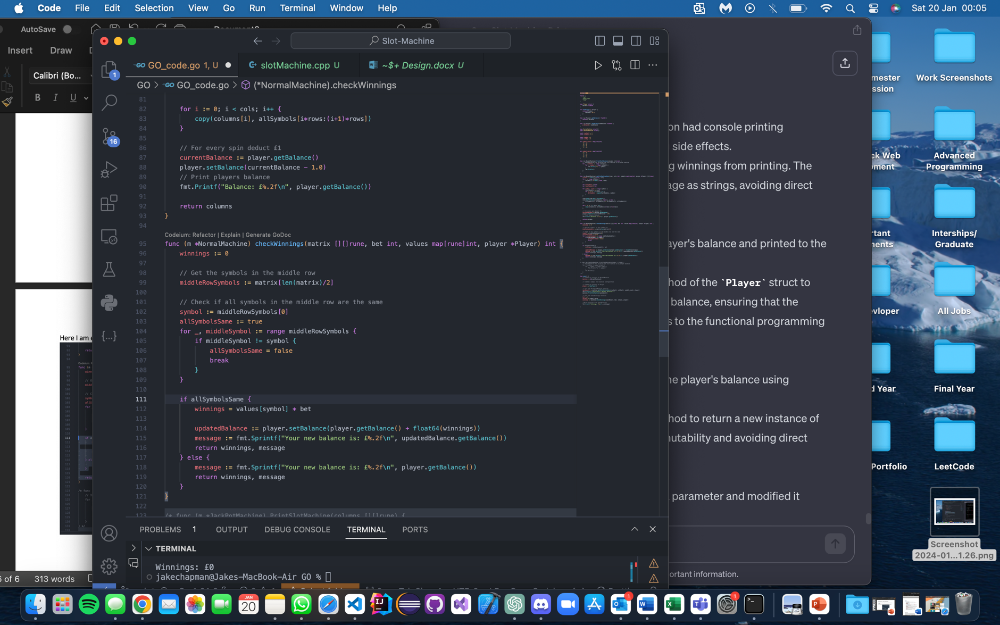 Code File Edit Selection View Go Run Terminal Window Help Sat 20 Jan 00:05
AutoSave
Insert Draw
Calibri (Bo...
B I U
Here I am
of 6 313 words
Slot-Machine
GO_code.go 1, U slotMachine.cpp U ~$+ Design.docx U
GO > GO_code.go > (*NormalMachine).checkWinnings
1
16
81
82 for i := 0; i < cols; i++ {
83 copy(columns[i], allSymbols[i*rows:(i+1)*rows])
84 }
85
86 // For every spin deduct £1
87 currentBalance := player.getBalance()
88 player.setBalance(currentBalance - 1.0)
89 // Print players balance
90 fmt.Printf("Balance: £%.2f\n", player.getBalance())
91
92 return columns
93 }
94
Codeium: Refactor | Explain | Generate GoDoc
95 func (m *NormalMachine) checkWinnings(matrix [][]rune, bet int, values map[rune]int, player *Player) int {
96 winnings := 0
97
98 // Get the symbols in the middle row
99 middleRowSymbols := matrix[len(matrix)/2]
100
101 // Check if all symbols in the middle row are the same
102 symbol := middleRowSymbols[0]
103 allSymbolsSame := true
104 for _, middleSymbol := range middleRowSymbols {
105 if middleSymbol != symbol {
106 allSymbolsSame = false
107 break
108 }
109 }
110
111 if allSymbolsSame {
112 winnings = values[symbol] * bet
113
114 updatedBalance := player.setBalance(player.getBalance() + float64(winnings))
115 message := fmt.Sprintf("Your new balance is: £%.2f\n", updatedBalance.getBalance())
116 return winnings, message
117 } else {
118 message := fmt.Sprintf("Your new balance is: £%.2f\n", player.getBalance())
119 return winnings, message
120 }
121 }
122
123 /* func (m *JackPotMachine) PrintSlotMachine(columns [][]rune) {
PROBLEMS 1 OUTPUT DEBUG CONSOLE TERMINAL PORTS
TERMINAL
Winnings: £0
jakechapman@Jakes-MacBook-Air GO %
on had console printing
side effects.
g winnings from printing. The
age as strings, avoiding direct
ayer's balance and printed to the
hod of the `Player` struct to
balance, ensuring that the
s to the functional programming
he player's balance using
hod to return a new instance of
nutability and avoiding direct
parameter and modified it
ortant information.
mester
ssion
Work Screenshots
ck Web
pment
Advanced
Programming
rtant
nents
Interships/
Graduate
evloper
All Jobs
d Year
Final Year
Portfolio
LeetCode
Screenshot
2024-01...1.26.png
JAN
20
1
1